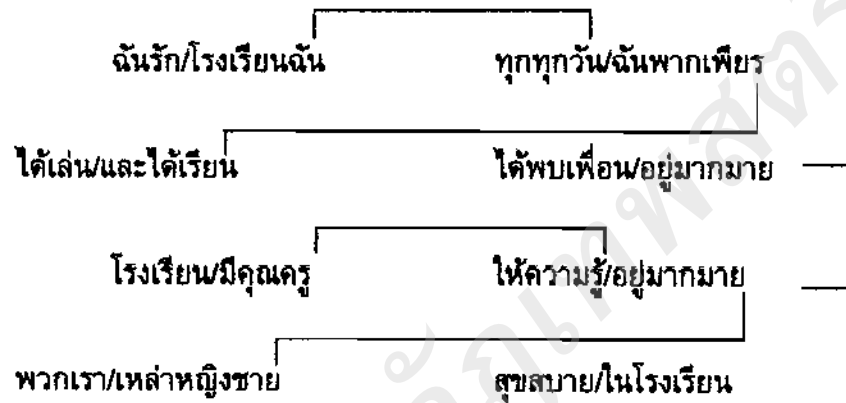 ฉันรัก/โรงเรียนฉัน ทุกทุกวัน/ฉันพากเพียร
ได้เล่น/และได้เรียน ได้พบเพื่อน/อยู่มากมาย
โรงเรียน/มีคุณครู ให้ความรู้/อยู่มากมาย
พวกเรา/เหล่าหญิงชาย สุขสบาย/ในโรงเรียน